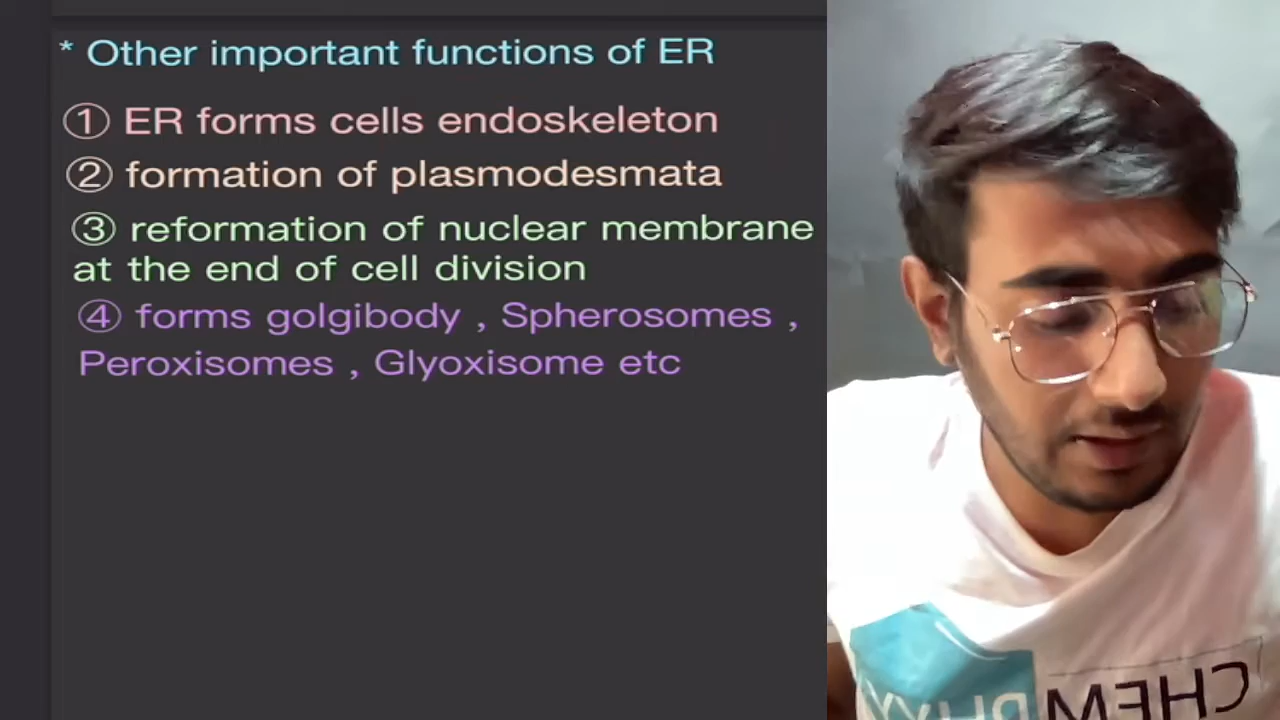 * Other important functions of ER
① ER forms cells endoskeleton
② formation of plasmodesmata
③ reformation of nuclear membrane
at the end of cell division
④ forms golgibody , Spherosomes ,
Peroxisomes , Glyoxisome etc
CHEM